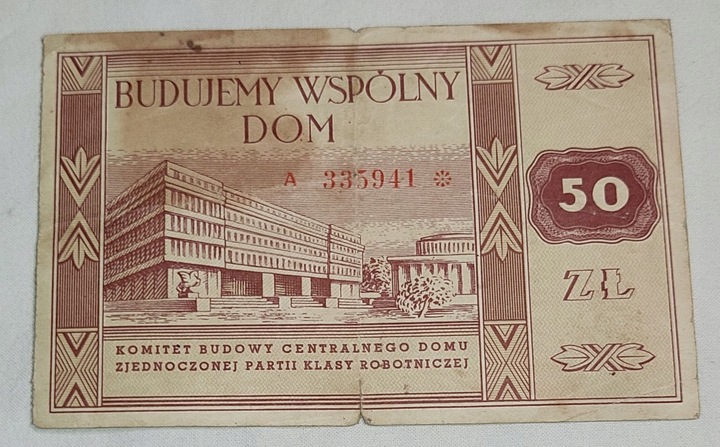 BUDUJEMY WSPÓLNY
DOM
A 335941 *
50
ZŁ
KOMITET BUDOWY CENTRALNEGO DOMU
ZJEDNOCZONEJ PARTII KLASY ROBOTNICZEJ